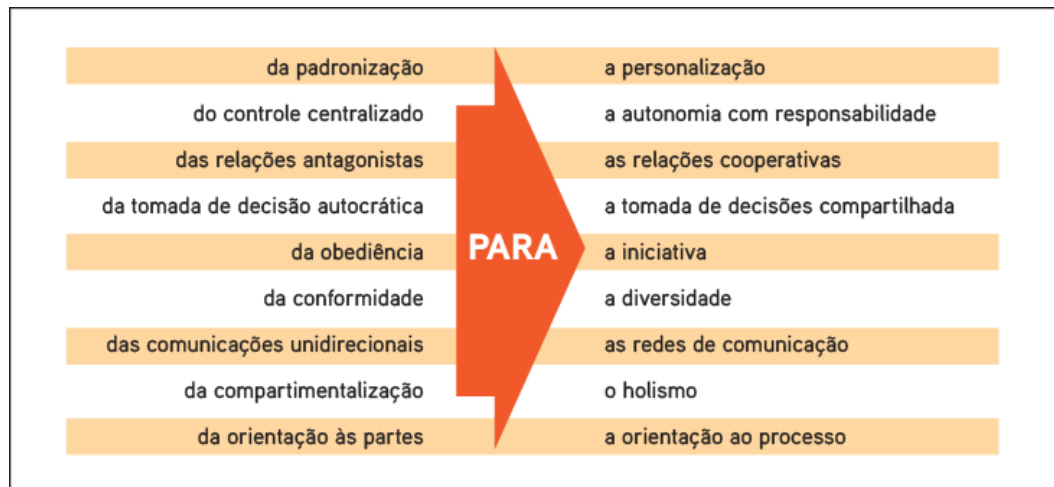 da padronização a personalização
do controle centralizado a autonomia com responsabilidade
das relações antagonistas as relações cooperativas
da tomada de decisão autocrática a tomada de decisões compartilhada
da obediência PARA a iniciativa
da conformidade a diversidade
das comunicações unidirecionais as redes de comunicação
da compartimentalização o holismo
da orientação às partes a orientação ao processo